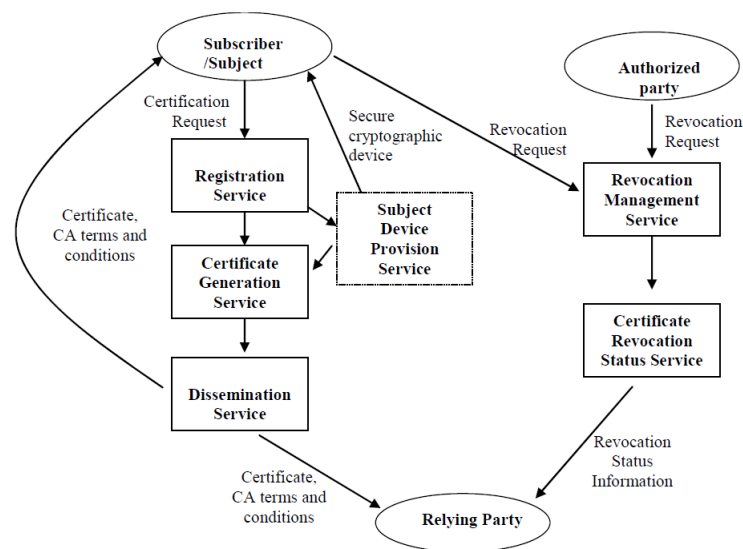 Subscriber
/Subject
Authorized
party
Certification
Request
Secure
cryptographic
device
Revocation
Request
Revocation
Request
Registration
Service
Revocation
Management
Service
Subject
Device
Provision
Service
Certificate,
CA terms and
conditions
Certificate
Generation
Service
Certificate
Revocation
Status Service
Dissemination
Service
Revocation
Status
Information
Certificate,
CA terms and
conditions
Relying Party